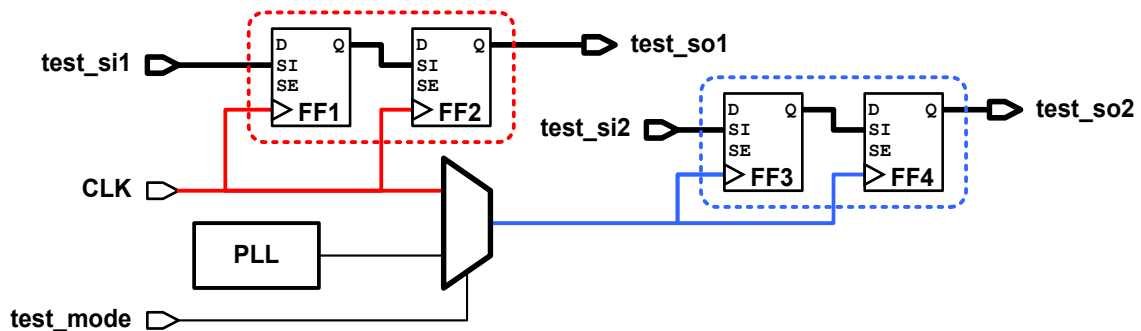 test_si1
D Q
SI
SE
FF1
D Q
SI
SE
FF2
test_so1
test_si2
D Q
SI
SE
FF3
D Q
SI
SE
FF4
test_so2
CLK
PLL
test_mode